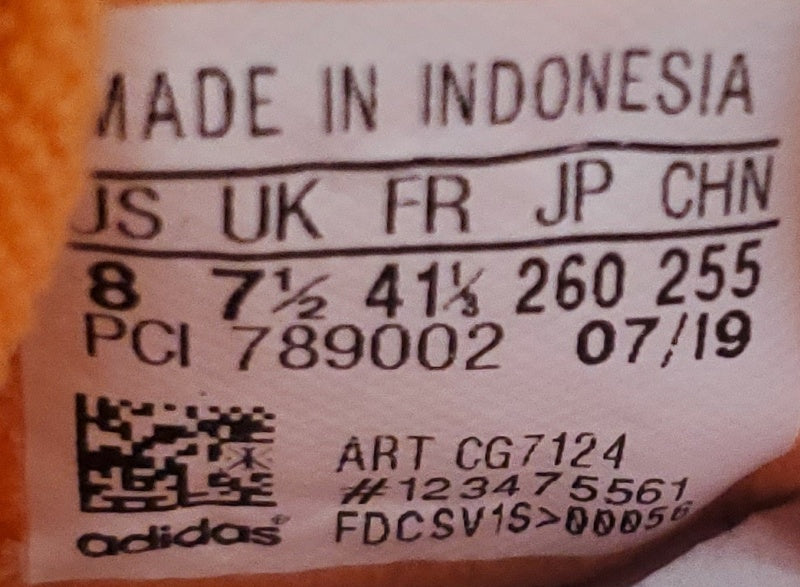 MADE IN INDONESIA
US UK FR JP CHN
8 7½ 41⅓ 260 255
PCI 789002 07/19
ART CG7124
#123475561
FDCSV1S>00056
adidas